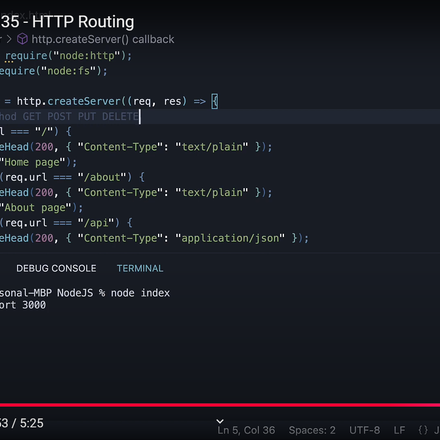 35 - HTTP Routing
http.createServer() callback
require("node:http");
equire("node:fs");
= http.createServer((req, res) => {
hod GET POST PUT DELETE
l === "/") {
eHead(200, { "Content-Type": "text/plain" });
"Home page");
(req.url === "/about") {
eHead(200, { "Content-Type": "text/plain" });
"About page");
(req.url === "/api") {
eHead(200, { "Content-Type": "application/json" });
DEBUG CONSOLE TERMINAL
sonal-MBP NodeJS % node index
ort 3000
53 / 5:25
Ln 5, Col 36 Spaces: 2 UTF-8 LF {} J